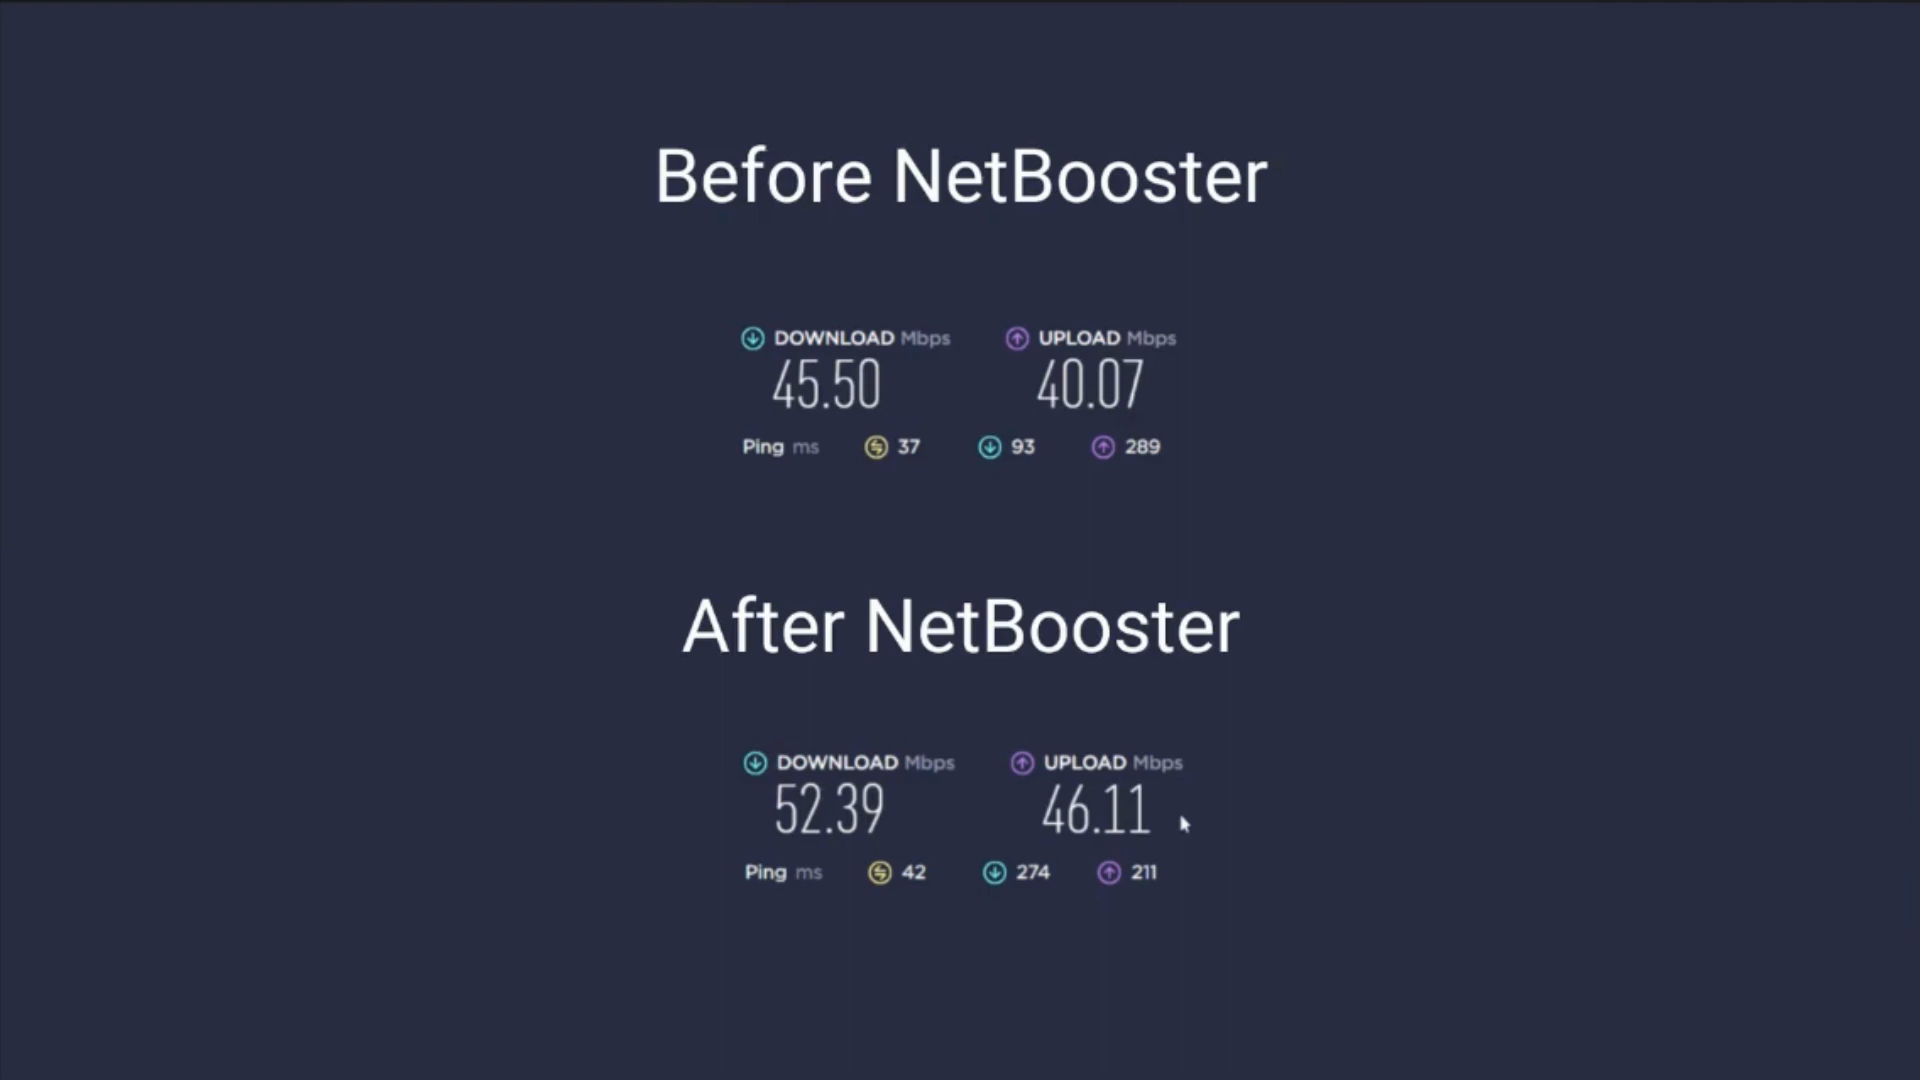 Before NetBooster
DOWNLOAD Mbps UPLOAD Mbps
45.50 40.07
Ping ms 37 93 289
After NetBooster
DOWNLOAD Mbps UPLOAD Mbps
52.39 46.11
Ping ms 42 274 211